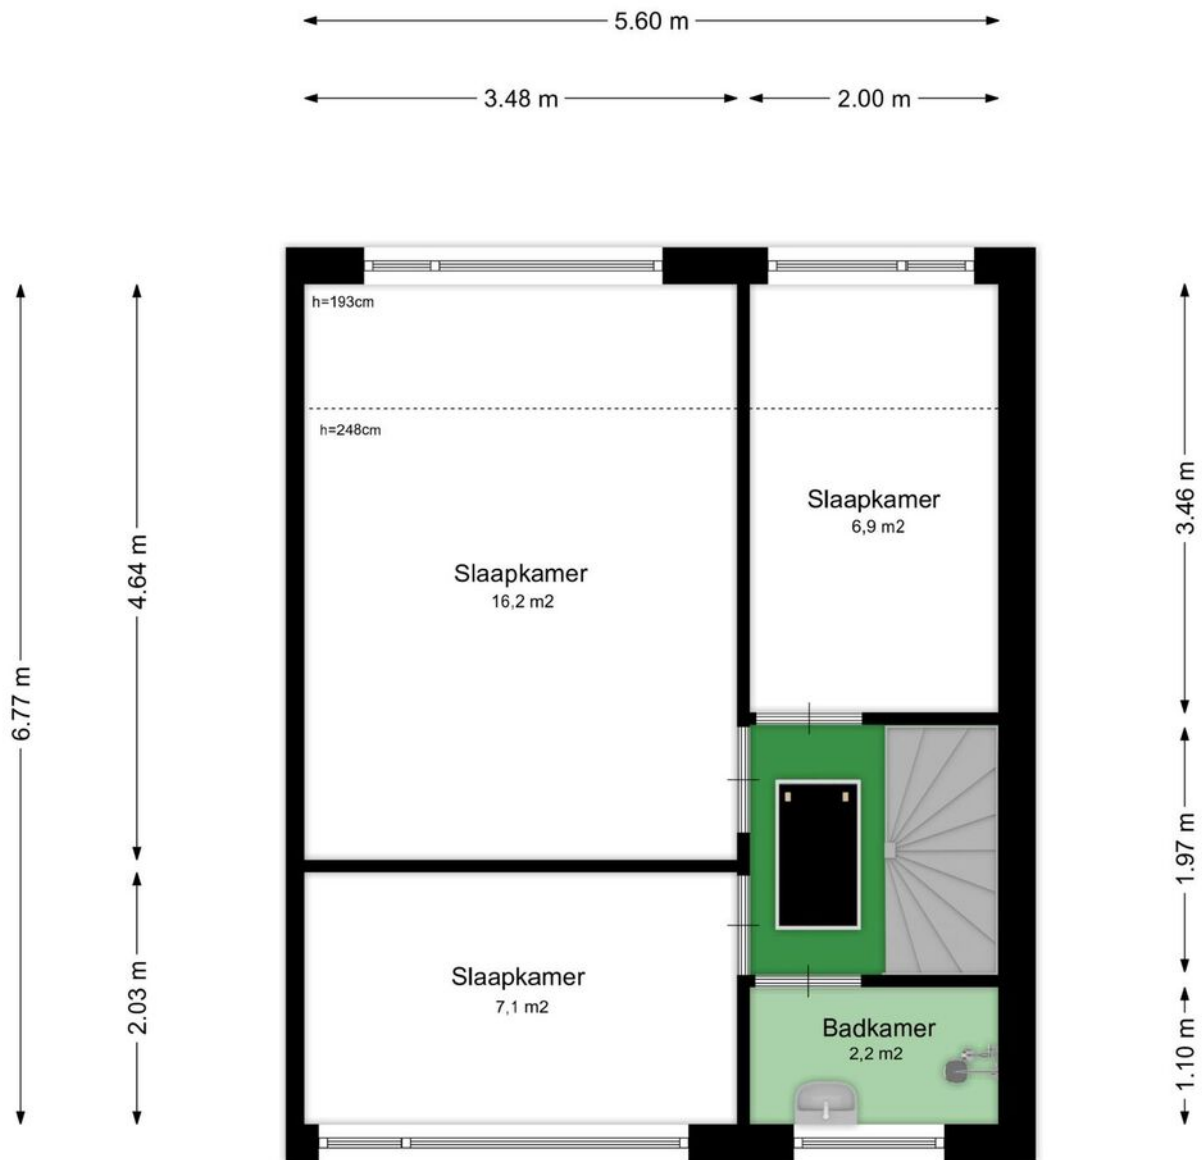 5.60 m
3.48 m
2.00 m
h=193cm
h=248cm
Slaapkamer
6,9 m2
Slaapkamer
16,2 m2
3.46 m
4.64 m
6.77 m
1.97 m
Slaapkamer
7,1 m2
2.03 m
Badkamer
2,2 m2
1.10 m